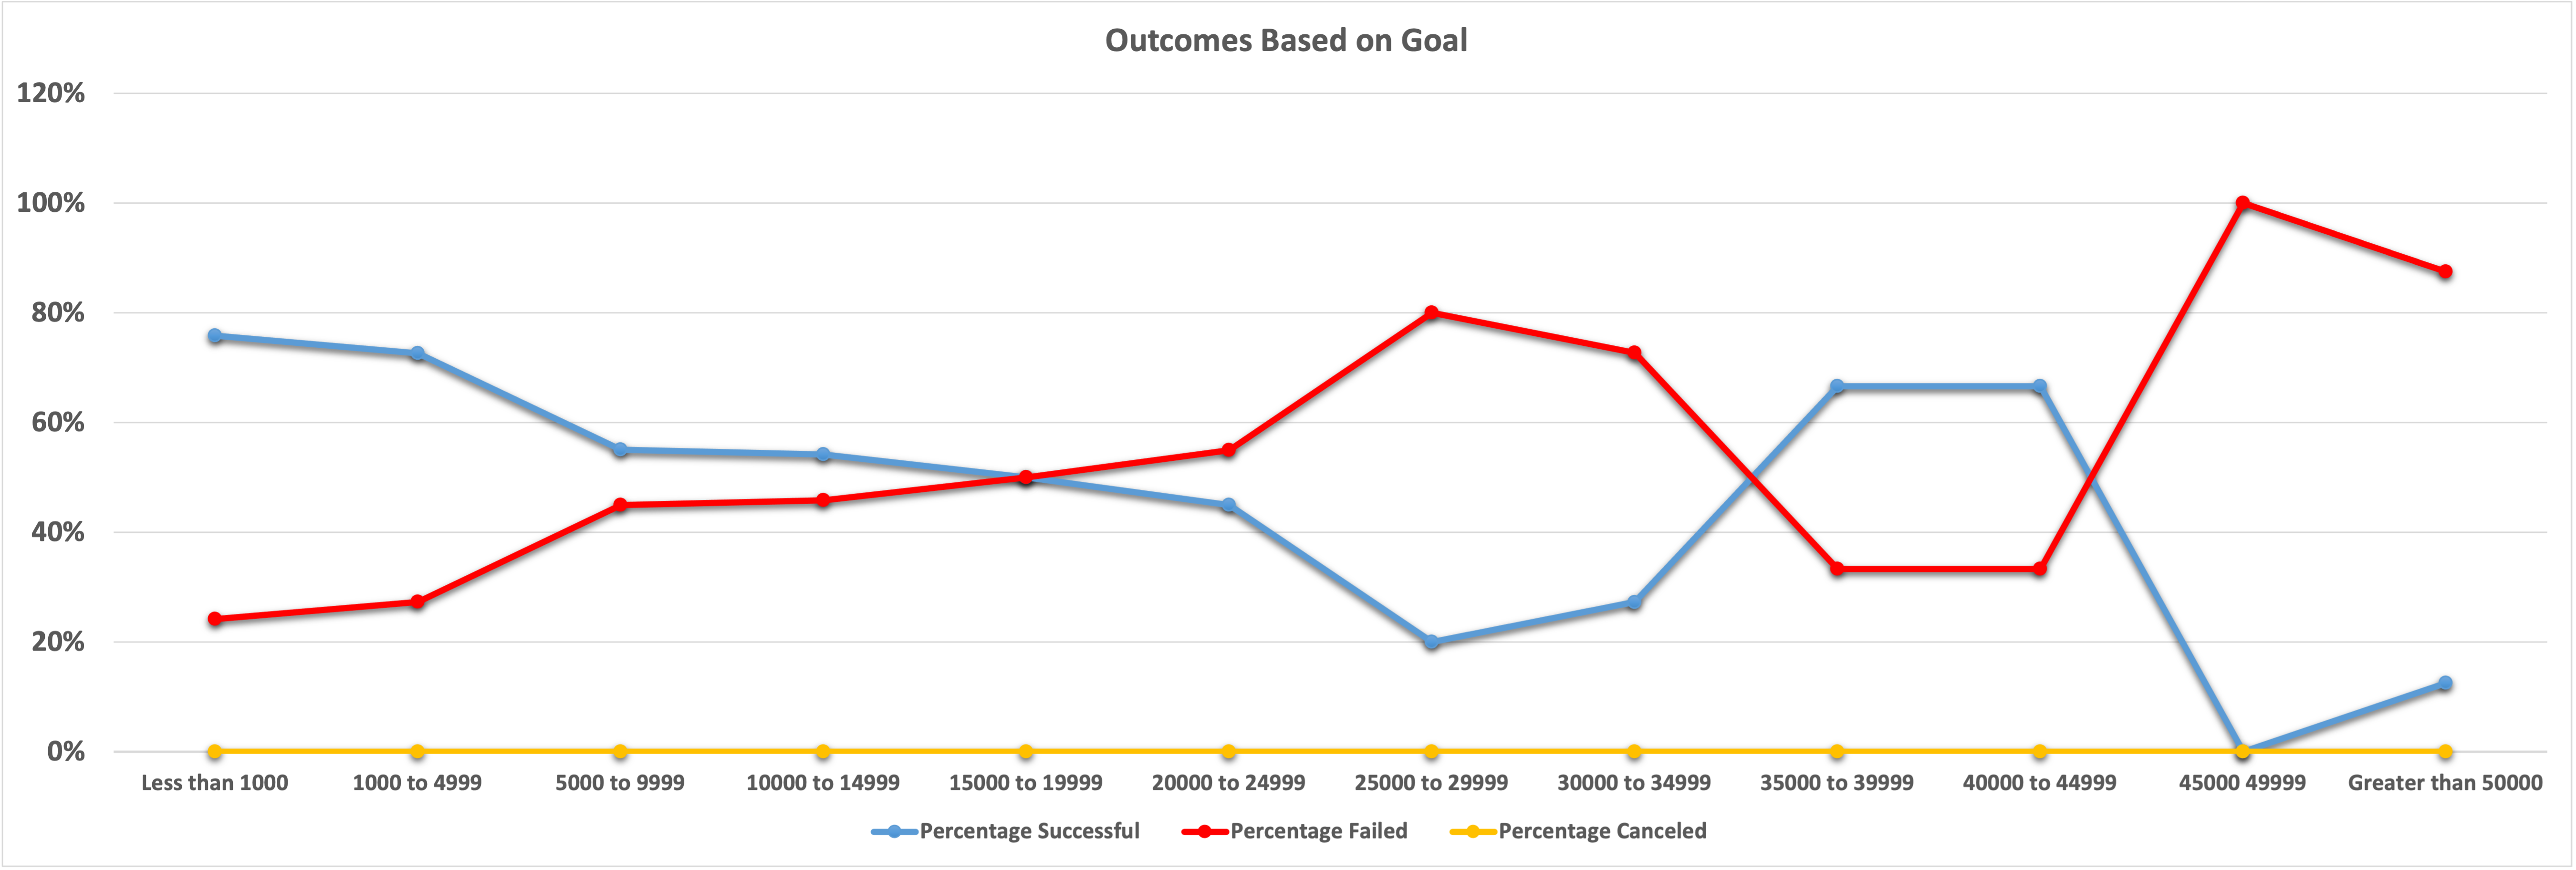 Outcomes Based on Goal
120%
100%
80%
60%
40%
20%
0%
Less than 1000 1000 to 4999 5000 to 9999 10000 to 14999 15000 to 19999 20000 to 24999 25000 to 29999 30000 to 34999 35000 to 39999 40000 to 44999 45000 49999 Greater than 50000
Percentage Successful Percentage Failed Percentage Canceled